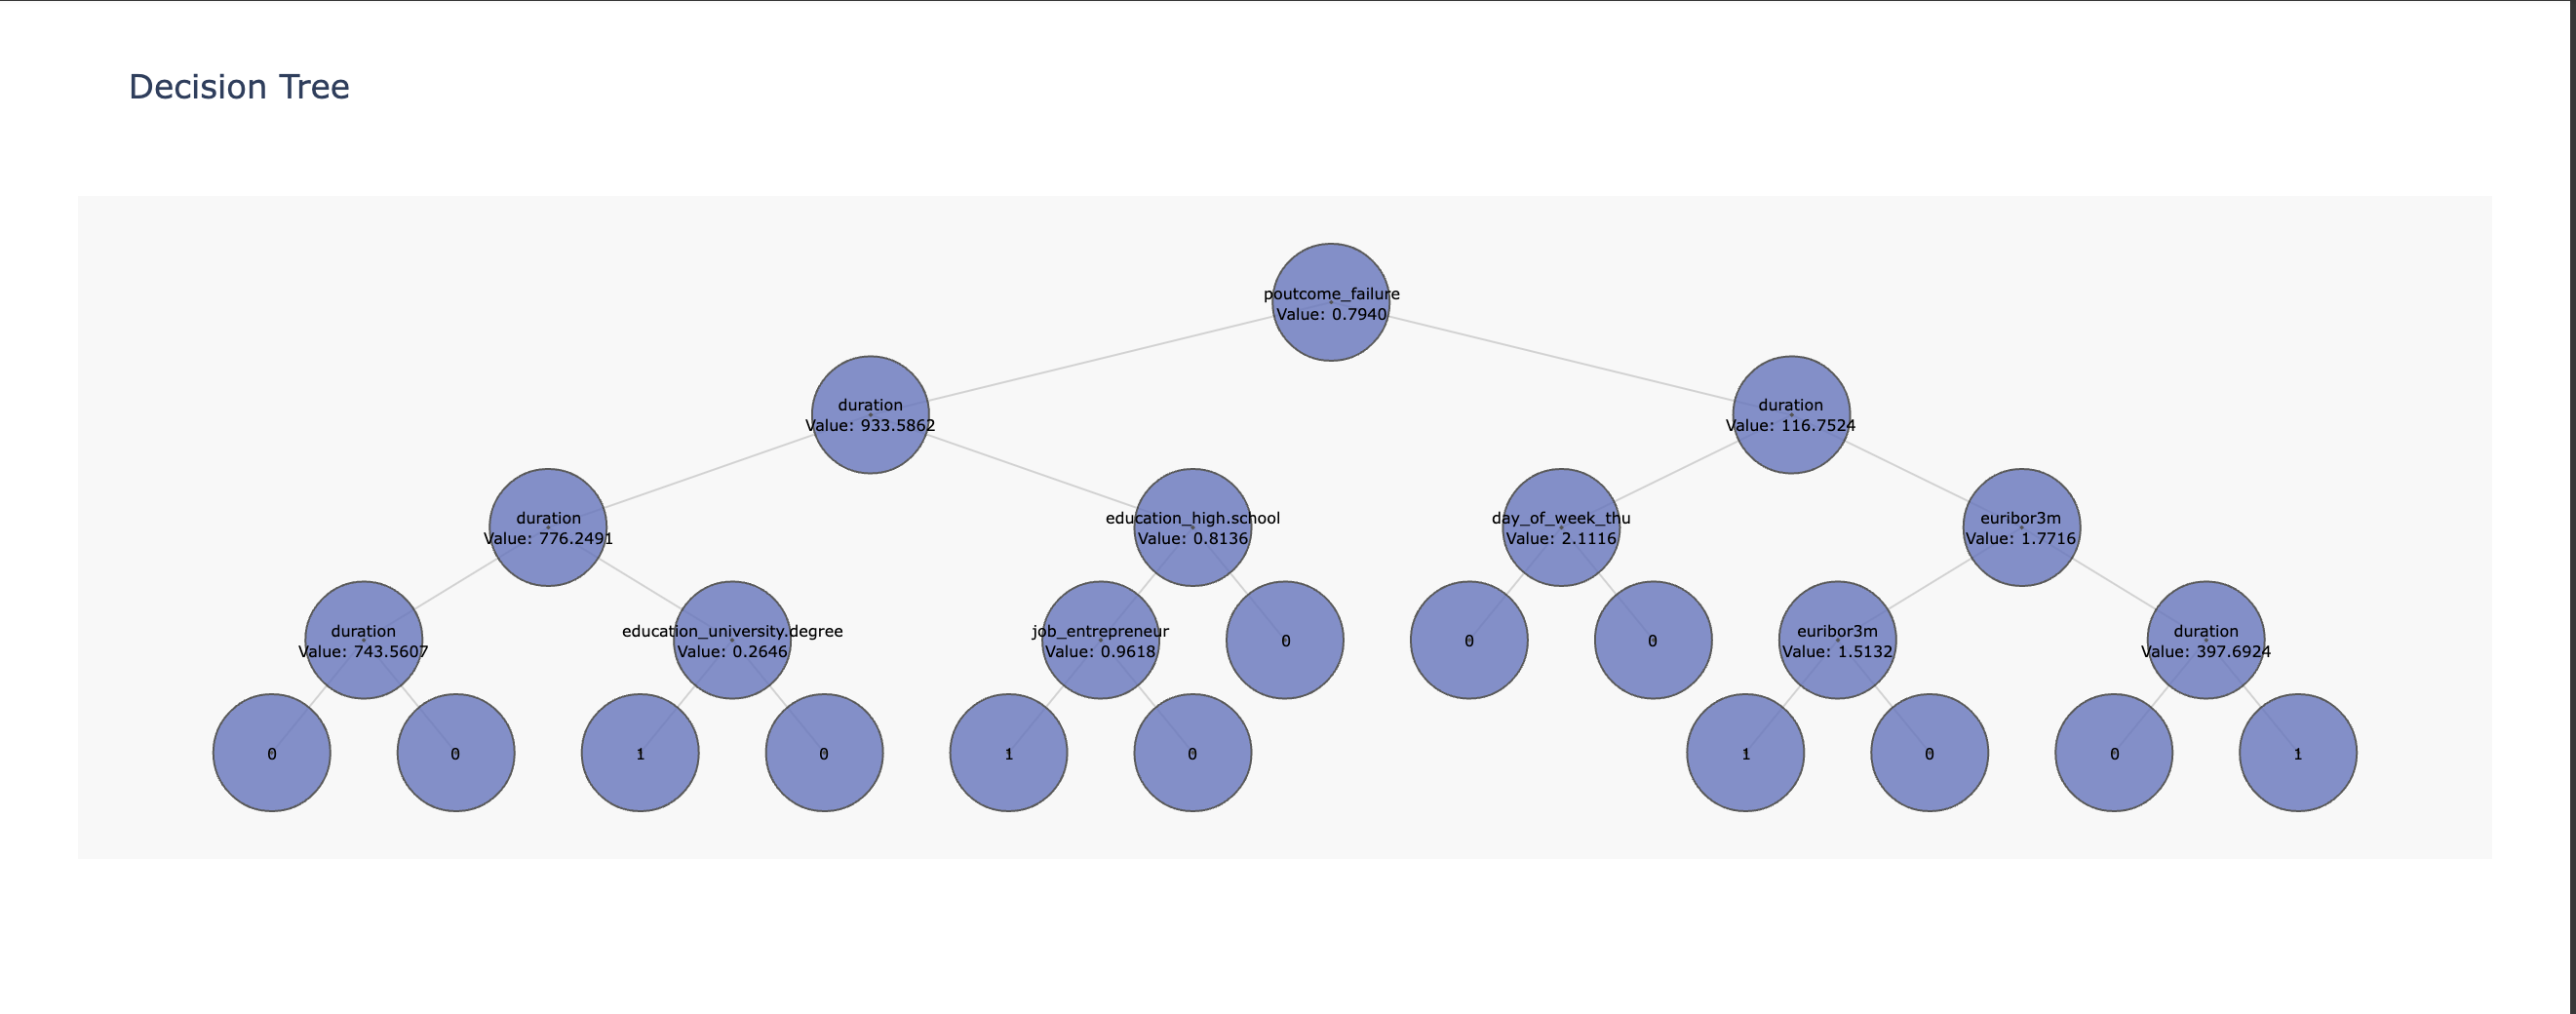 Decision Tree
poutcome_failure
Value: 0.7940
duration
Value: 933.5862
duration
Value: 116.7524
duration
Value: 776.2491
education_high.school
Value: 0.8136
day_of_week_thu
Value: 2.1116
euribor3m
Value: 1.7716
duration
Value: 743.5607
education_university.degree
Value: 0.2646
job_entrepreneur
Value: 0.9618
0
0
0
euribor3m
Value: 1.5132
duration
Value: 397.6924
0
0
1
0
1
0
1
0
0
1